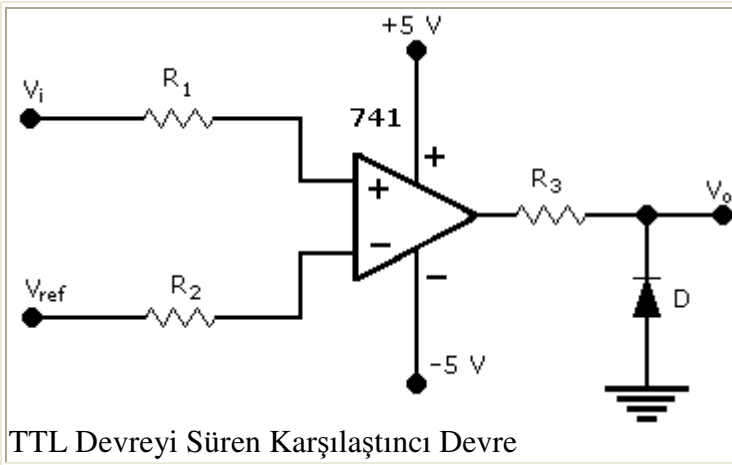 +5 V
Vi
R1
741
+
+
R3
Vo
−
Vref
R2
−
D
-5 V
TTL Devreyi Süren Karşılaştıncı Devre